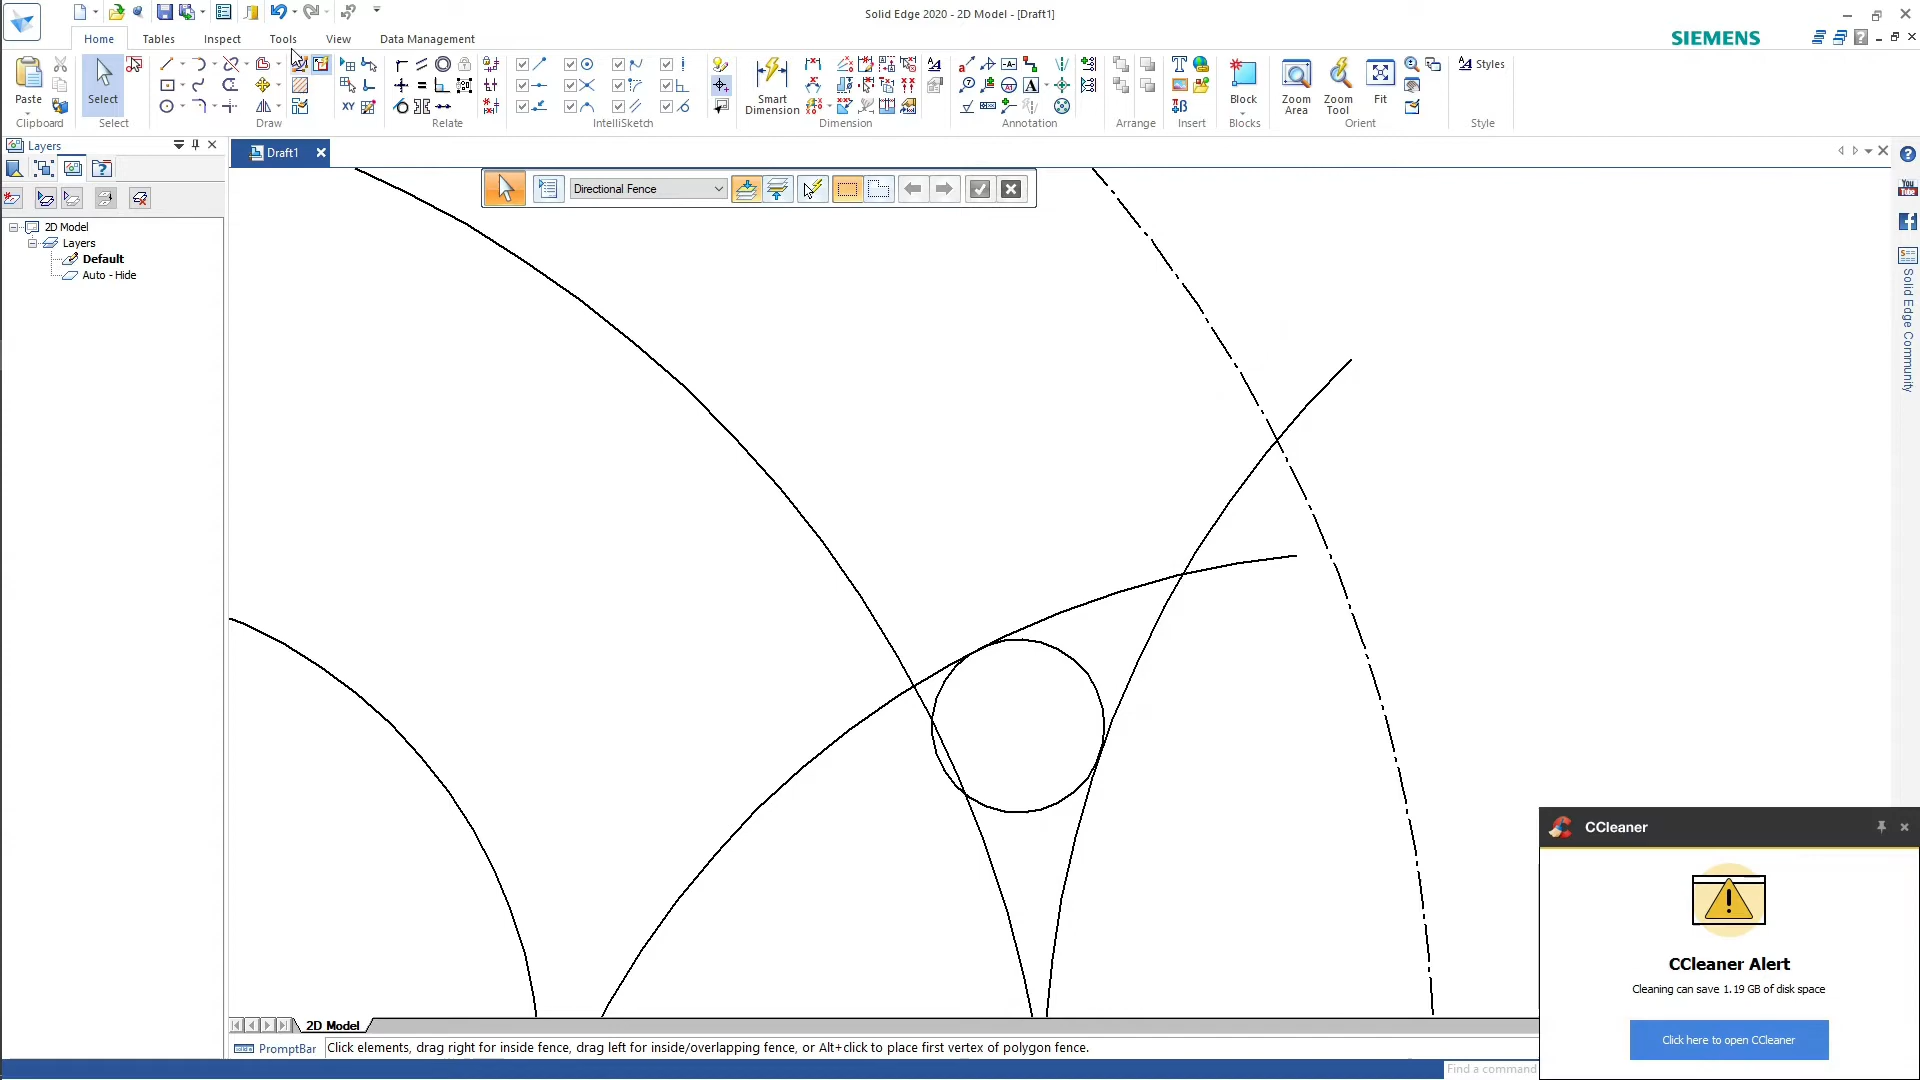 Solid Edge 2020 - 2D Model - [Draft1]
Home
Tables
Inspect
Tools
View
Data Management
SIEMENS
Paste
Select
Smart
Dimension
Block
Zoom
Area
Zoom
Tool
Fit
Styles
Clipboard
Select
Draw
Relate
IntelliSketch
Dimension
Annotation
Arrange
Insert
Blocks
Orient
Style
XY
Layers
Draft1
Directional Fence
2D Model
Layers
Default
Auto - Hide
You
Tube
Solid Edge Community
CCleaner
CCleaner Alert
Cleaning can save 1.19 GB of disk space
Click here to open CCleaner
2D Model
PromptBar
Click elements, drag right for inside fence, drag left for inside/overlapping fence, or Alt+click to place first vertex of polygon fence.
Find a command